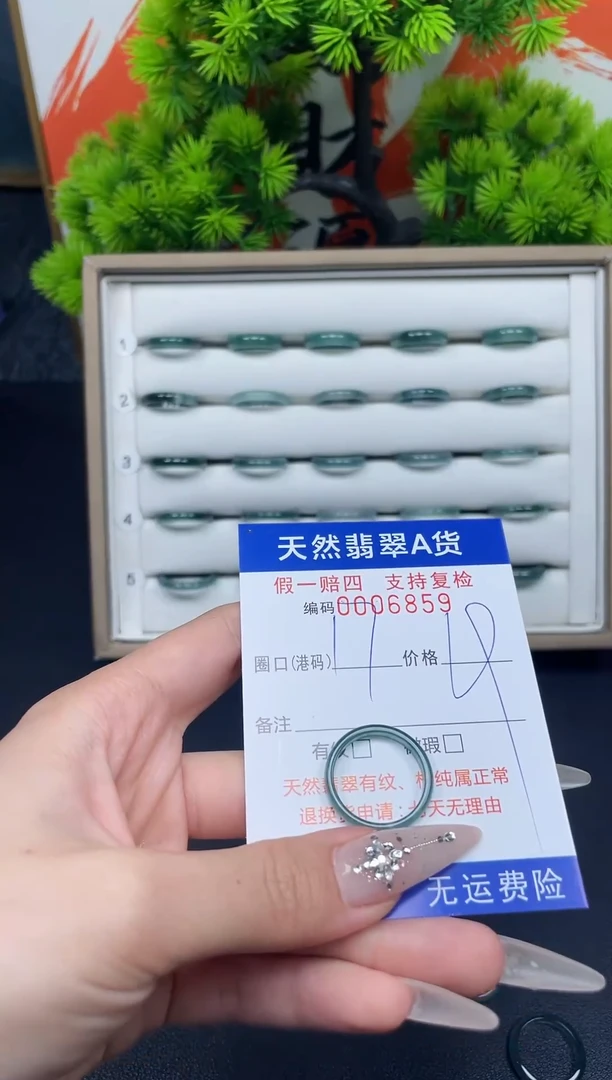 1
2
3
4
5
天然翡翠A货
假一赔四 支持复检
编码0006859
圈口(港码) 价格
备注
有纹 瑕
天然翡翠有纹、棉纯属正常
退换货申请：七天无理由
无运费险